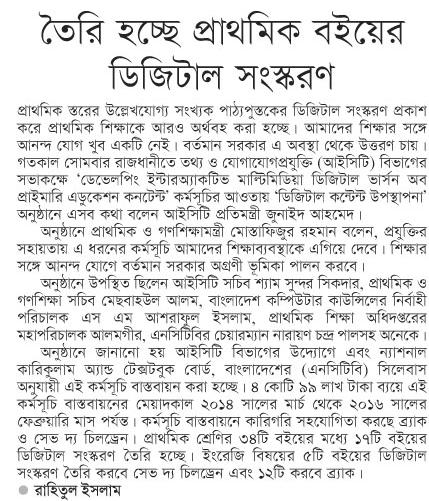 তৈরি হচ্ছে প্রাথমিক বইয়ের
ডিজিটাল সংস্করণ
প্রাথমিক স্তরের উল্লেখযোগ্য সংখ্যক পাঠ্যপুস্তকের ডিজিটাল সংস্করণ প্রকাশ
করে প্রাথমিক শিক্ষাকে আরও অর্থবহ করা হচ্ছে। আমাদের শিক্ষার সঙ্গে
আনন্দ যোগ খুব একটি নেই। বর্তমান সরকার এ অবস্থা থেকে উত্তরণ চায়।
গতকাল সোমবার রাজধানীতে তথ্য ও যোগাযোগপ্রযুক্তি (আইসিটি) বিভাগের
সভাকক্ষে ‘ডেভেলপিং ইন্টারঅ্যাকটিভ মাল্টিমিডিয়া ডিজিটাল ভার্সন অব
প্রাইমারি এডুকেশন কনটেন্ট’ কর্মসূচির আওতায় ‘ডিজিটাল কন্টেন্ট উপস্থাপনা’
অনুষ্ঠানে এসব কথা বলেন আইসিটি প্রতিমন্ত্রী জুনাইদ আহমেদ।
অনুষ্ঠানে প্রাথমিক ও গণশিক্ষামন্ত্রী মোস্তাফিজুর রহমান বলেন, প্রযুক্তির
সহায়তায় এ ধরনের কর্মসূচি আমাদের শিক্ষাব্যবস্থাকে এগিয়ে দেবে। শিক্ষার
সঙ্গে আনন্দ যোগে বর্তমান সরকার অগ্রণী ভূমিকা পালন করবে।
অনুষ্ঠানে উপস্থিত ছিলেন আইসিটি সচিব শ্যাম সুন্দর সিকদার, প্রাথমিক ও
গণশিক্ষা সচিব মেছবাহউল আলম, বাংলাদেশ কম্পিউটার কাউন্সিলের নির্বাহী
পরিচালক এস এম আশরাফুল ইসলাম, প্রাথমিক শিক্ষা অধিদপ্তরের
মহাপরিচালক আলমগীর, এনসিটিবির চেয়ারম্যান নারায়ণ চন্দ্র পালসহ অনেকে।
অনুষ্ঠানে জানানো হয় আইসিটি বিভাগের উদ্যোগে এবং ন্যাশনাল
কারিকুলাম অ্যান্ড টেক্সটবুক বোর্ড, বাংলাদেশের (এনসিটিবি) সিলেবাস
অনুযায়ী এই কর্মসূচি বাস্তবায়ন করা হচ্ছে। ৪ কোটি ৯৯ লাখ টাকা ব্যয়ে এই
কর্মসূচি বাস্তবায়নের মেয়াদকাল ২০১৪ সালের মার্চ থেকে ২০১৬ সালের
ফেব্রুয়ারি মাস পর্যন্ত। কর্মসূচি বাস্তবায়নে কারিগরি সহযোগিতা করছে ব্র্যাক
ও সেভ দ্য চিলড্রেন। প্রাথমিক শ্রেণির ৩৪টি বইয়ের মধ্যে ১৭টি বইয়ের
ডিজিটাল সংস্করণ তৈরি হচ্ছে। ইংরেজি বিষয়ের ৫টি বইয়ের ডিজিটাল
সংস্করণ তৈরি করবে সেভ দ্য চিলড্রেন এবং ১২টি করবে ব্র্যাক।
● রাহিতুল ইসলাম